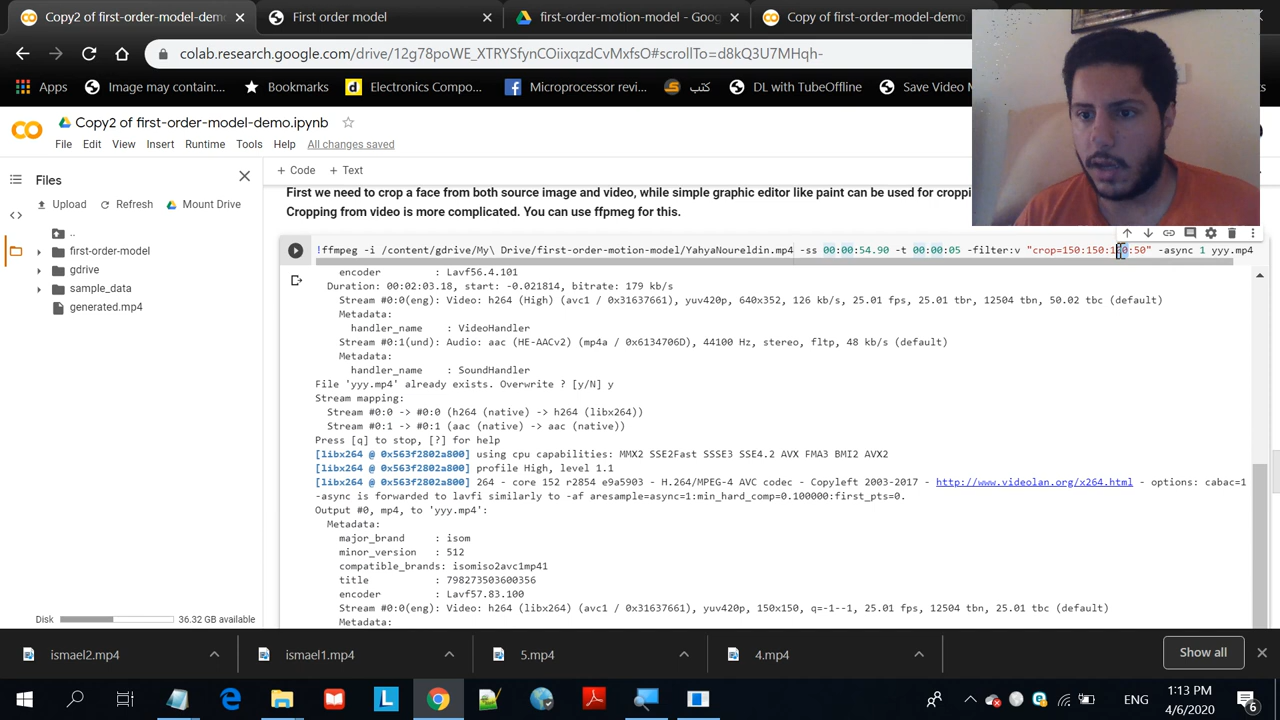 Copy2 of first-order-model-demo
First order model
first-order-motion-model - Goog
Copy of first-order-model-demo
colab.research.google.com/drive/12g78poWE_XTRYSfynCOiixqzdCvMxfsO#scrollTo=d8kQ3U7MHqh-
Apps
Image may contain:...
Bookmarks
Electronics Compo...
Microprocessor revi...
كتب
DL with TubeOffline
Save Video M
Copy2 of first-order-model-demo.ipynb
File
Edit
View
Insert
Runtime
Tools
Help
All changes saved
+ Code
+ Text
Files
Upload
Refresh
Mount Drive
..
first-order-model
gdrive
sample_data
generated.mp4
Disk
36.32 GB available
First we need to crop a face from both source image and video, while simple graphic editor like paint can be used for croppi
Cropping from video is more complicated. You can use ffpmeg for this.
!ffmpeg -i /content/gdrive/My\ Drive/first-order-motion-model/YahyaNoureldin.mp4 -ss 00:00:54.90 -t 00:00:05 -filter:v "crop=150:150: :50" -async 1 yyy.mp4
encoder : Lavf56.4.101
Duration: 00:02:03.18, start: -0.021814, bitrate: 179 kb/s
Stream #0:0(eng): Video: h264 (High) (avc1 / 0x31637661), yuv420p, 640x352, 126 kb/s, 25.01 fps, 25.01 tbr, 12504 tbn, 50.02 tbc (default)
Metadata:
handler_name : VideoHandler
Stream #0:1(und): Audio: aac (HE-AACv2) (mp4a / 0x6134706D), 44100 Hz, stereo, fltp, 48 kb/s (default)
Metadata:
handler_name : SoundHandler
File 'yyy.mp4' already exists. Overwrite ? [y/N] y
Stream mapping:
Stream #0:0 -> #0:0 (h264 (native) -> h264 (libx264))
Stream #0:1 -> #0:1 (aac (native) -> aac (native))
Press [q] to stop, [?] for help
[libx264 @ 0x563f2802a800] using cpu capabilities: MMX2 SSE2Fast SSSE3 SSE4.2 AVX FMA3 BMI2 AVX2
[libx264 @ 0x563f2802a800] profile High, level 1.1
[libx264 @ 0x563f2802a800] 264 - core 152 r2854 e9a5903 - H.264/MPEG-4 AVC codec - Copyleft 2003-2017 - http://www.videolan.org/x264.html - options: cabac=1
-async is forwarded to lavfi similarly to -af aresample=async=1:min_hard_comp=0.100000:first_pts=0.
Output #0, mp4, to 'yyy.mp4':
Metadata:
major_brand : isom
minor_version : 512
compatible_brands: isomiso2avc1mp41
title : 798273503600356
encoder : Lavf57.83.100
Stream #0:0(eng): Video: h264 (libx264) (avc1 / 0x31637661), yuv420p, 150x150, q=-1--1, 25.01 fps, 12504 tbn, 25.01 tbc (default)
Metadata:
ismael2.mp4
ismael1.mp4
5.mp4
4.mp4
Show all
ENG
1:13 PM
4/6/2020
6